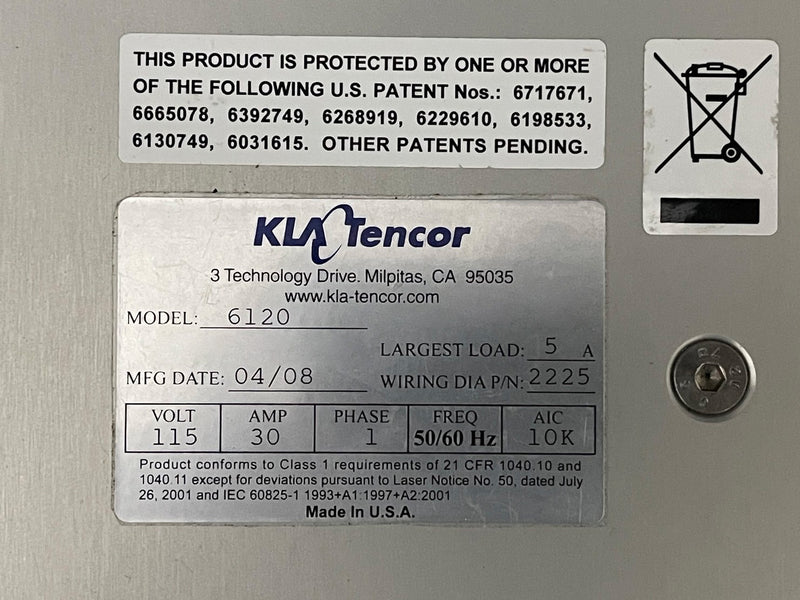 THIS PRODUCT IS PROTECTED BY ONE OR MORE
OF THE FOLLOWING U.S. PATENT Nos.: 6717671,
6665078, 6392749, 6268919, 6229610, 6198533,
6130749, 6031615. OTHER PATENTS PENDING.
KLA Tencor
3 Technology Drive. Milpitas, CA 95035
www.kla-tencor.com
MODEL: 6120
LARGEST LOAD: 5 A
MFG DATE: 04/08 WIRING DIA P/N: 2225
VOLT AMP PHASE FREQ AIC
115 30 1 50/60 Hz 10K
Product conforms to Class 1 requirements of 21 CFR 1040.10 and
1040.11 except for deviations pursuant to Laser Notice No. 50, dated July
26, 2001 and IEC 60825-1 1993+A1:1997+A2:2001
Made In U.S.A.